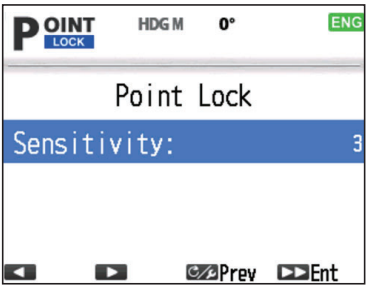 POINT LOCK HDG M 0° ENG
Point Lock
Sensitivity: 3
Prev Ent